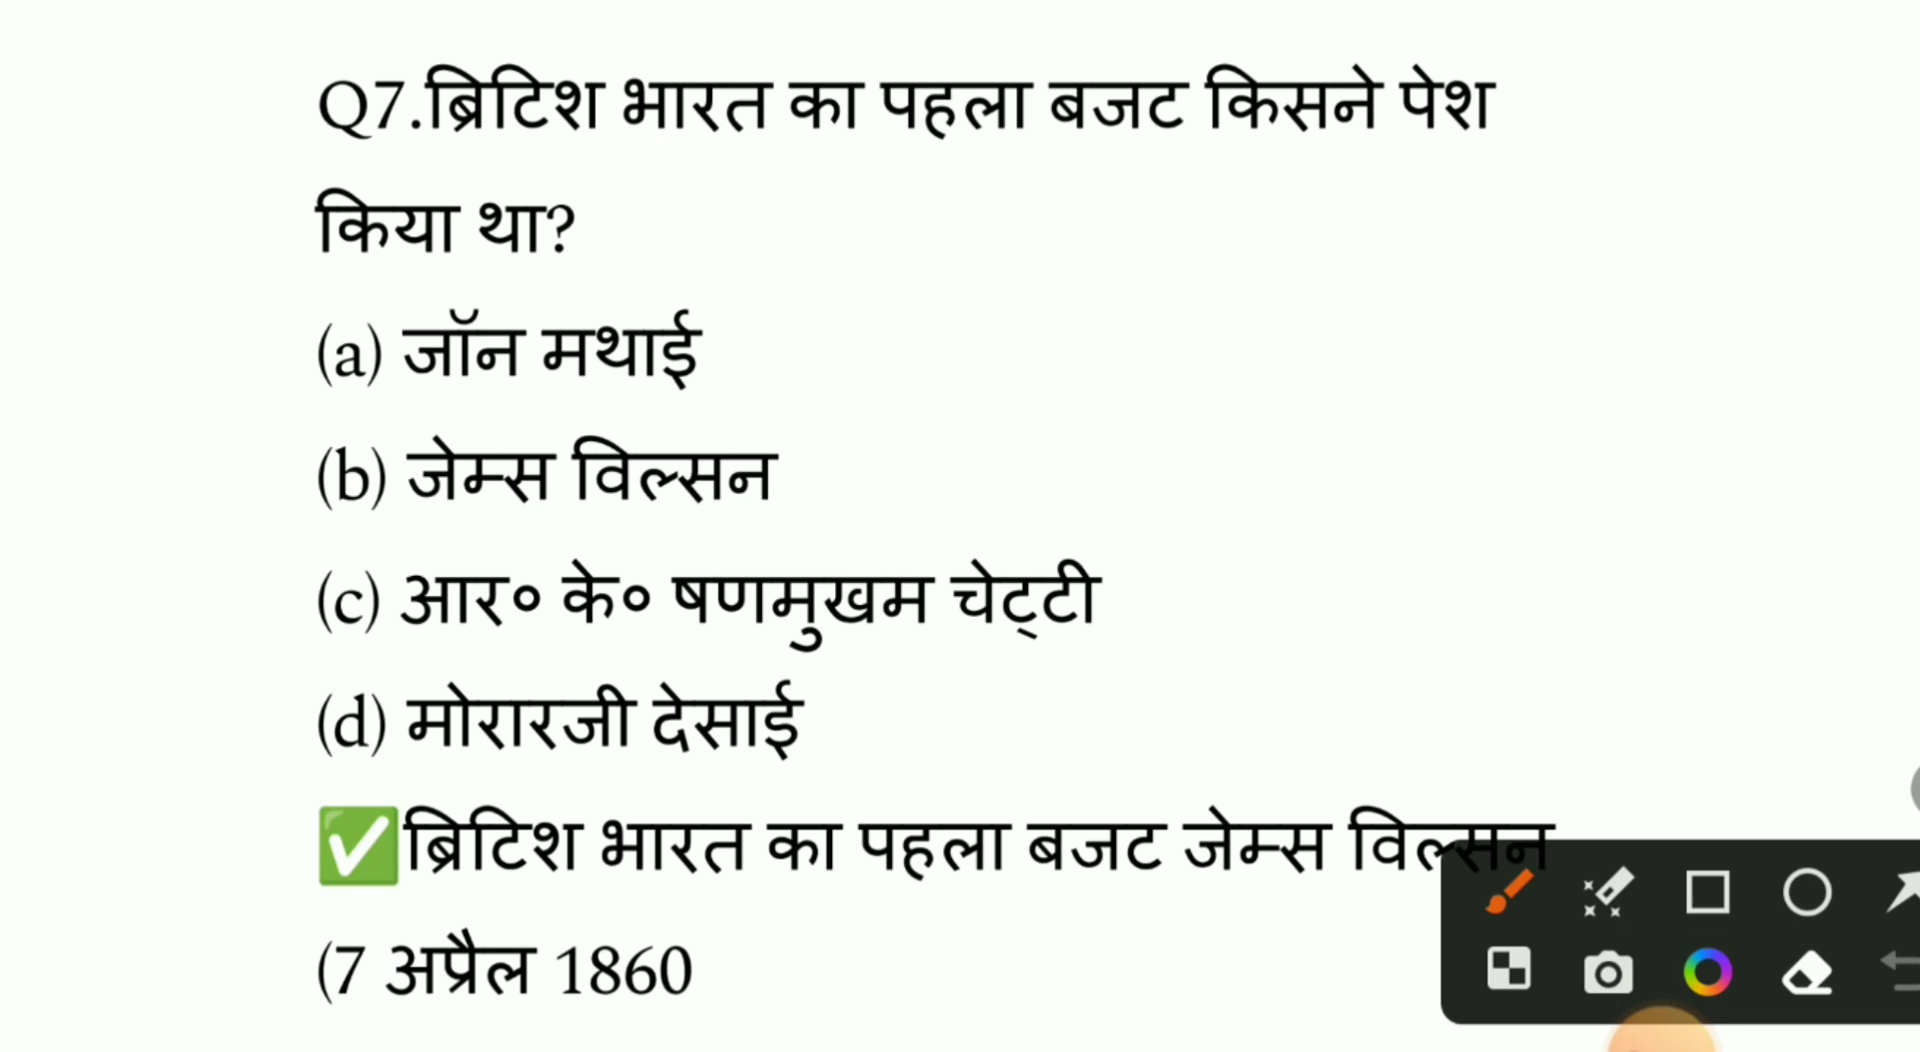 Q7.ब्रिटिश भारत का पहला बजट किसने पेश
किया था?
(a) जॉन मथाई
(b) जेम्स विल्सन
(c) आर० के० षणमुखम चेट्टी
(d) मोरारजी देसाई
✅ब्रिटिश भारत का पहला बजट जेम्स विल्सन
(7 अप्रैल 1860